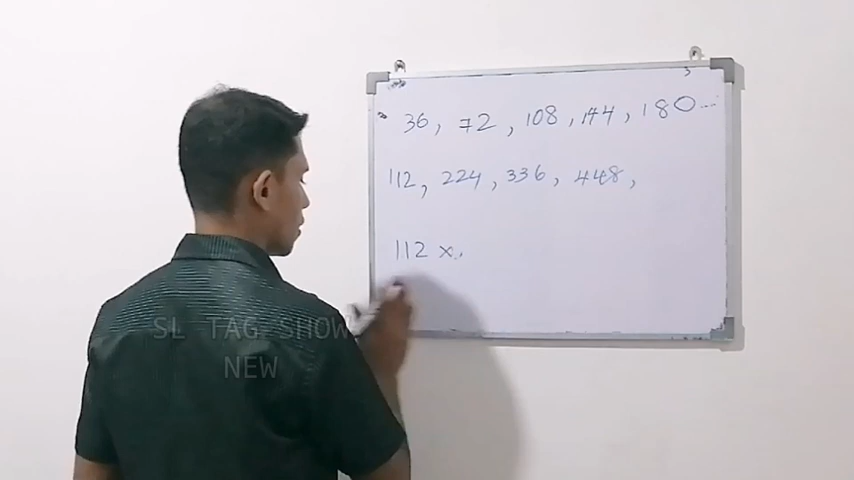 36, 72, 108, 144, 180...
112, 224, 336, 448,
112 x
SL TAG SHOW
NEW